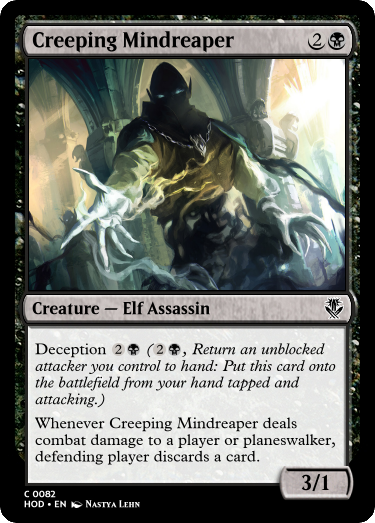 Creeping Mindreaper 2
Creature — Elf Assassin
Deception 2 (2, Return an unblocked
attacker you control to hand: Put this card onto
the battlefield from your hand tapped and
attacking.)
Whenever Creeping Mindreaper deals
combat damage to a player or planeswalker,
defending player discards a card.
3/1
C 0082
HOD • EN Nastya Lehn